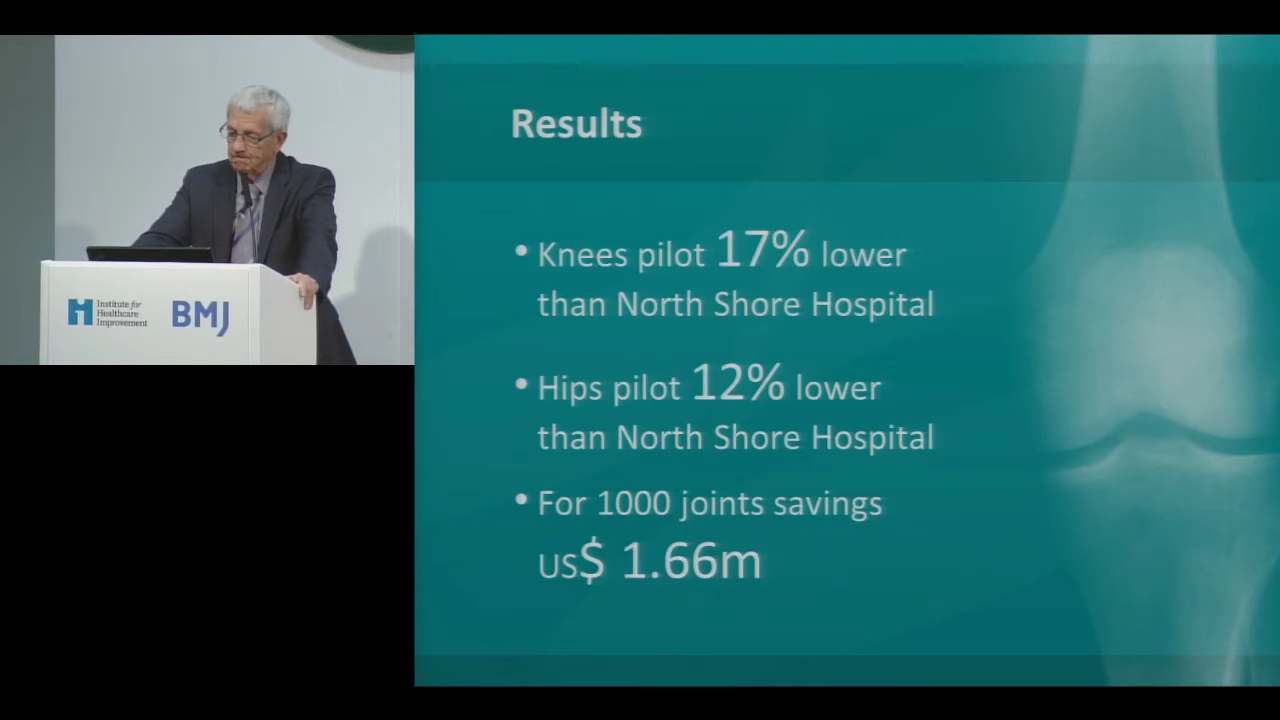 Institute for
Healthcare
Improvement
BMJ
Results
• Knees pilot 17% lower
than North Shore Hospital
• Hips pilot 12% lower
than North Shore Hospital
• For 1000 joints savings
US$ 1.66m